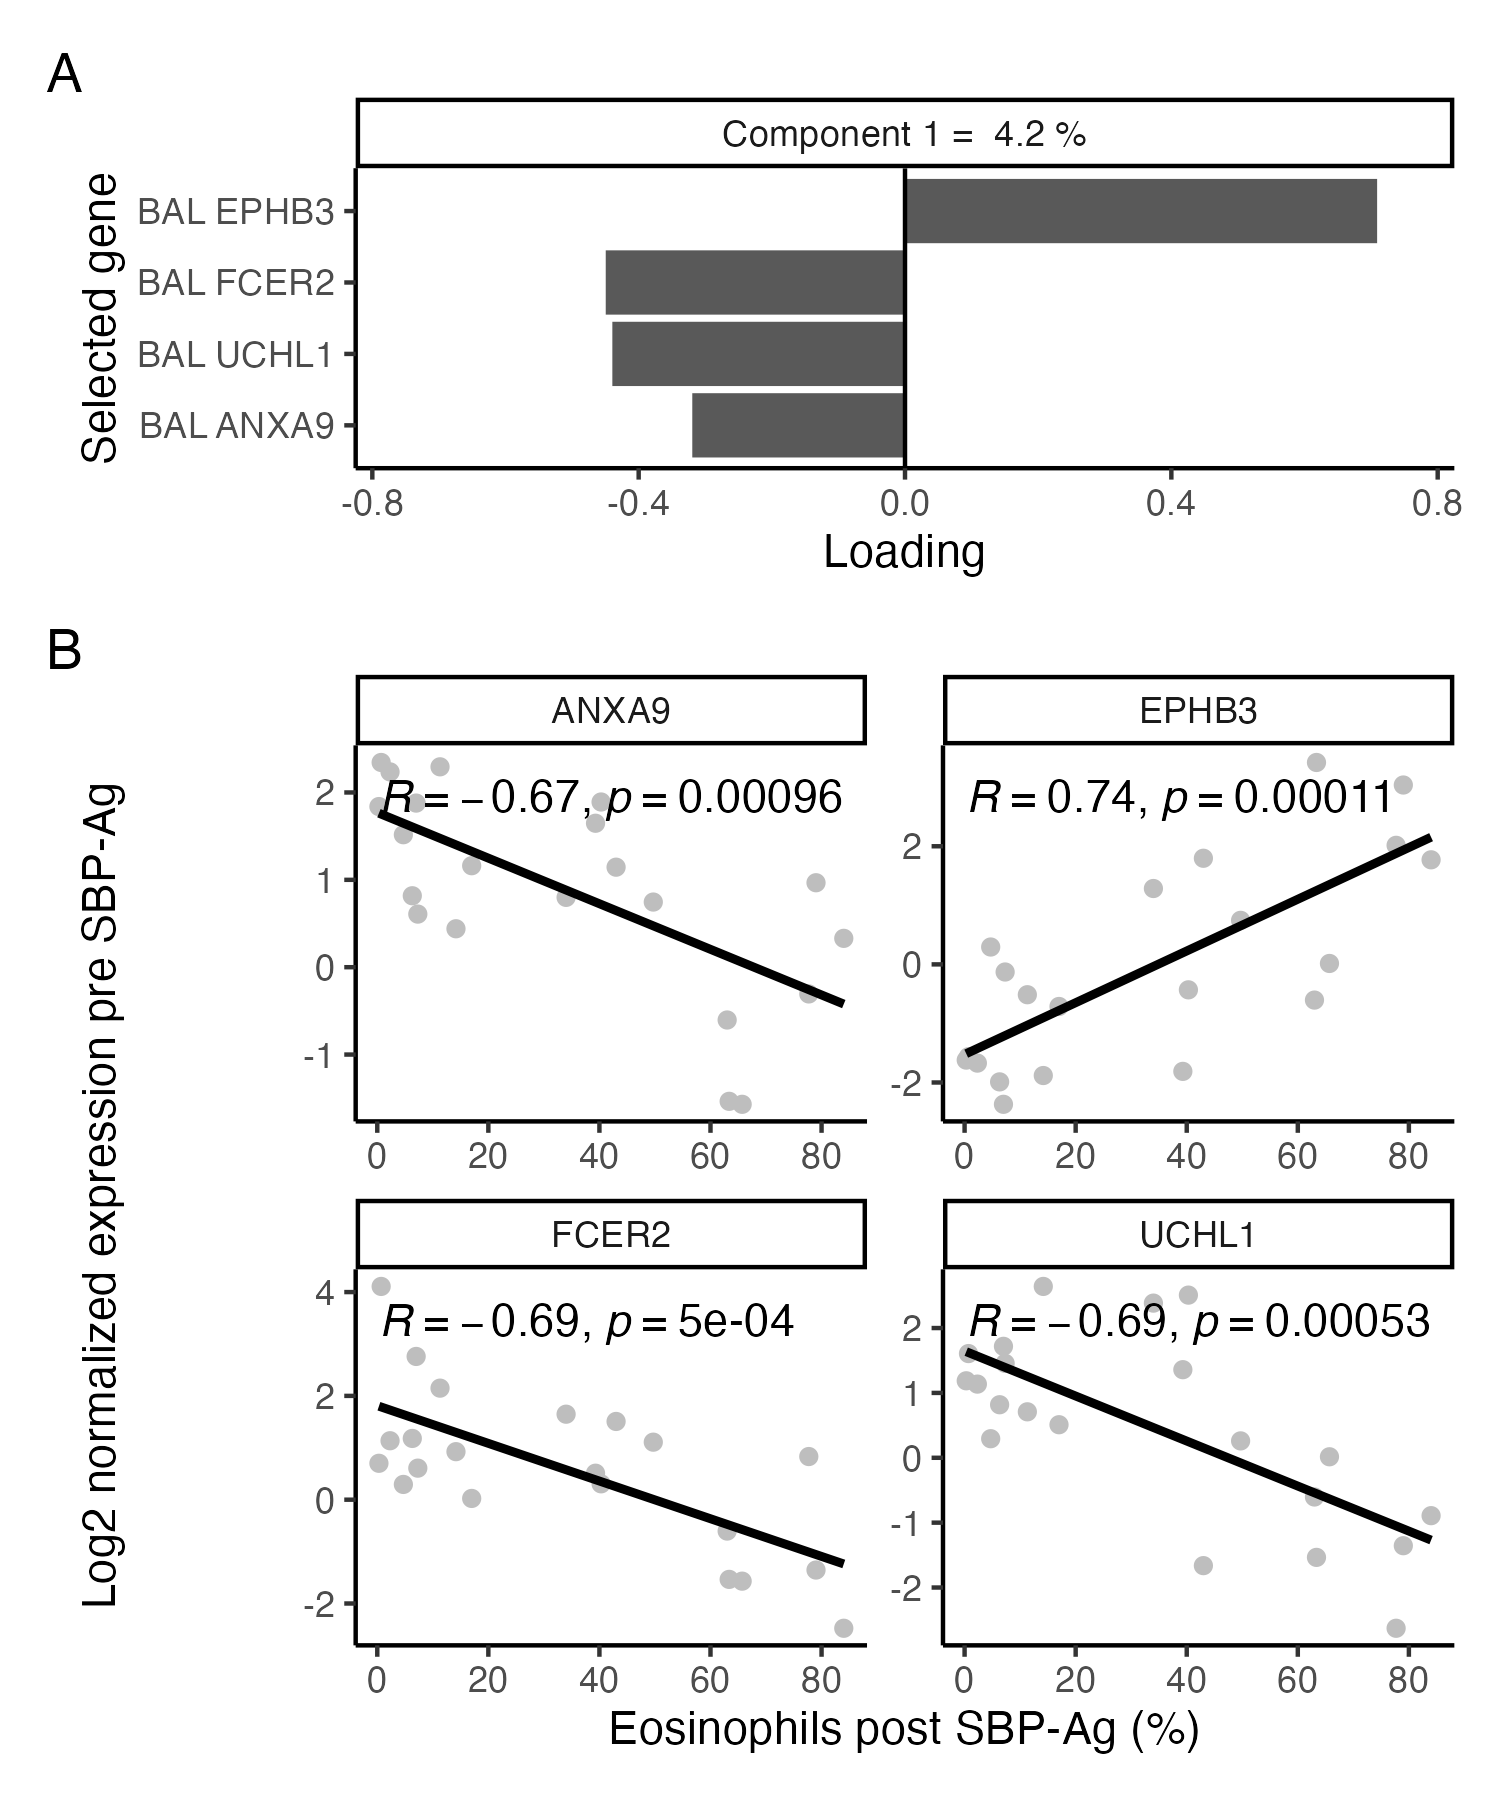 A
Component 1 =  4.2 %
Selected gene
BAL EPHB3
BAL FCER2
BAL UCHL1
BAL ANXA9
-0.8 -0.4 0.0 0.4 0.8
Loading
B
Log2 normalized expression pre SBP-Ag
ANXA9
R = − 0.67, p = 0.00096
2
1
0
-1
0 20 40 60 80
EPHB3
R = 0.74, p = 0.00011
2
0
-2
0 20 40 60 80
FCER2
R = − 0.69, p = 5e-04
4
2
0
-2
0 20 40 60 80
UCHL1
R = − 0.69, p = 0.00053
2
1
0
-1
-2
0 20 40 60 80
Eosinophils post SBP-Ag (%)